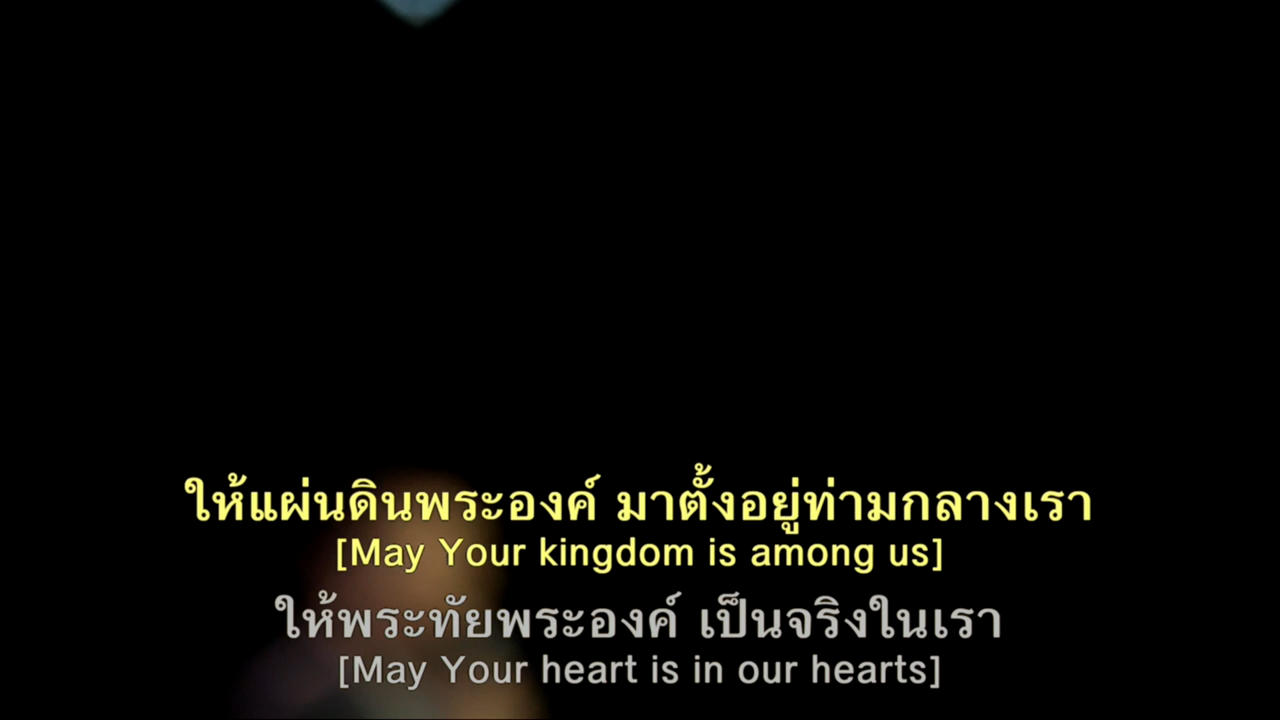 ให้แผ่นดินพระองค์ มาตั้งอยู่ท่ามกลางเรา
[May Your kingdom is among us]
ให้พระทัยพระองค์ เป็นจริงในเรา
[May Your heart is in our hearts]